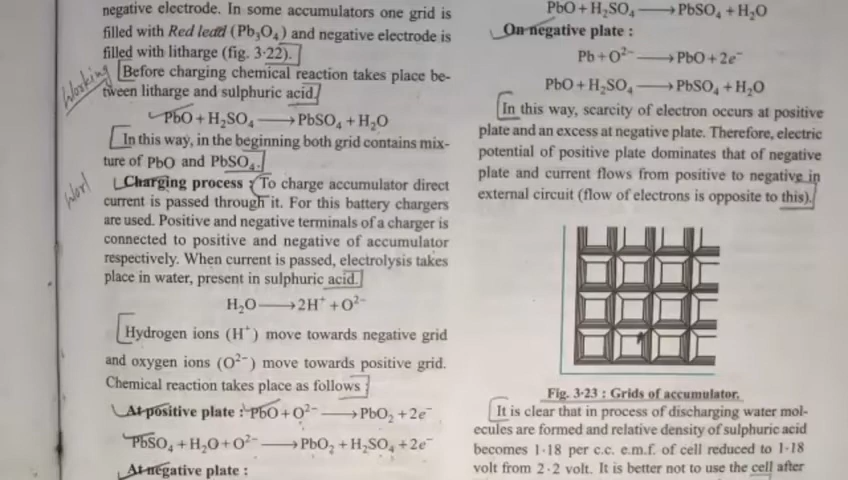 negative electrode. In some accumulators one grid is
filled with Red lead (Pb₃O₄) and negative electrode is
filled with litharge (fig. 3·22).
Working
Before charging chemical reaction takes place be-
tween litharge and sulphuric acid.
PbO + H₂SO₄ ⟶ PbSO₄ + H₂O
In this way, in the beginning both grid contains mix-
ture of PbO and PbSO₄.
Charging process : To charge accumulator direct
current is passed through it. For this battery chargers
are used. Positive and negative terminals of a charger is
connected to positive and negative of accumulator
respectively. When current is passed, electrolysis takes
place in water, present in sulphuric acid.
H₂O ⟶ 2H⁺ + O²⁻
Hydrogen ions (H⁺) move towards negative grid
and oxygen ions (O²⁻) move towards positive grid.
Chemical reaction takes place as follows :
At positive plate : PbO + O²⁻ ⟶ PbO₂ + 2e⁻
PbSO₄ + H₂O + O²⁻ ⟶ PbO₂ + H₂SO₄ + 2e⁻
At negative plate :
PbO + H₂SO₄ ⟶ PbSO₄ + H₂O
On negative plate :
Pb + O²⁻ ⟶ PbO + 2e⁻
PbO + H₂SO₄ ⟶ PbSO₄ + H₂O
In this way, scarcity of electron occurs at positive
plate and an excess at negative plate. Therefore, electric
potential of positive plate dominates that of negative
plate and current flows from positive to negative in
external circuit (flow of electrons is opposite to this).
Fig. 3·23 : Grids of accumulator.
It is clear that in process of discharging water mol-
ecules are formed and relative density of sulphuric acid
becomes 1·18 per c.c. e.m.f. of cell reduced to 1·18
volt from 2·2 volt. It is better not to use the cell after